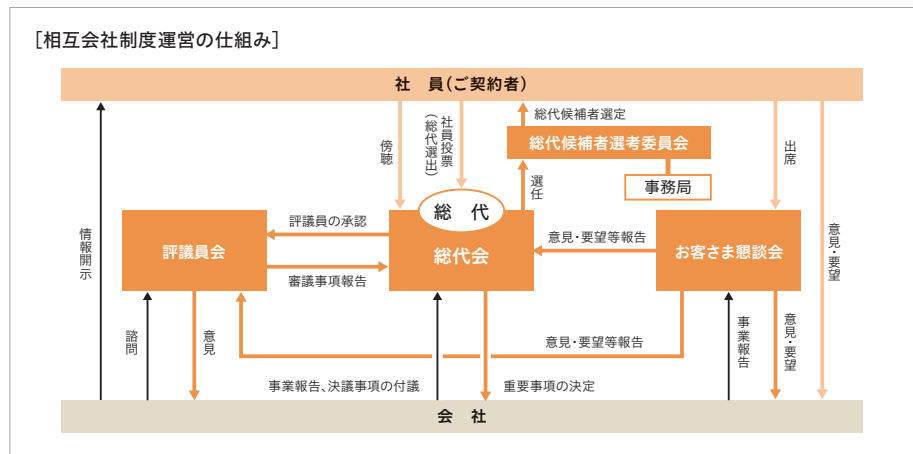 [相互会社制度運営の仕組み]
社　員(ご契約者)
傍聴
社員投票
(総代選出)
総代候補者選定
総代候補者選考委員会
事務局
選任
出席
意見・要望
情報開示
評議員会
評議員の承認
審議事項報告
総　代
総代会
意見・要望等報告
お客さま懇談会
諮問
意見
意見・要望等報告
事業報告
意見・要望
事業報告、決議事項の付議
重要事項の決定
会　社